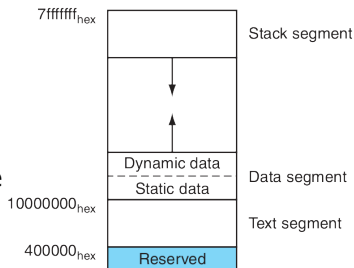 7fffffff hex
Stack segment
Dynamic data
e
Data segment
Static data
10000000 hex
Text segment
400000 hex
Reserved